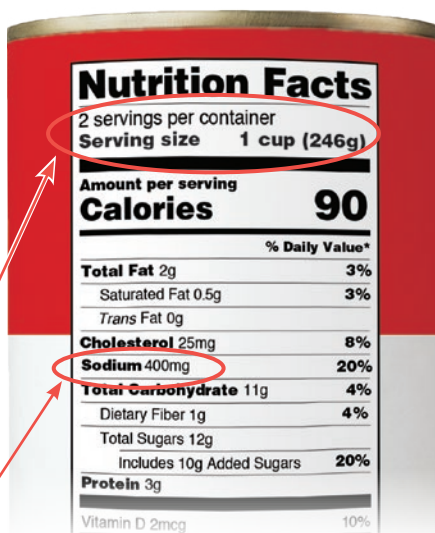 Nutrition Facts
2 servings per container
Serving size 1 cup (246g)
Amount per serving
Calories 90
% Daily Value*
Total Fat 2g 3%
Saturated Fat 0.5g 3%
Trans Fat 0g
Cholesterol 25mg 8%
Sodium 400mg 20%
Total Carbohydrate 11g 4%
Dietary Fiber 1g 4%
Total Sugars 12g
Includes 10g Added Sugars 20%
Protein 3g
Vitamin D 2mcg 10%